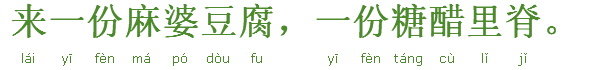 来一份麻婆豆腐，一份糖醋里脊。
lái yī fèn má pó dòu fu yī fèn táng cù lǐ jǐ